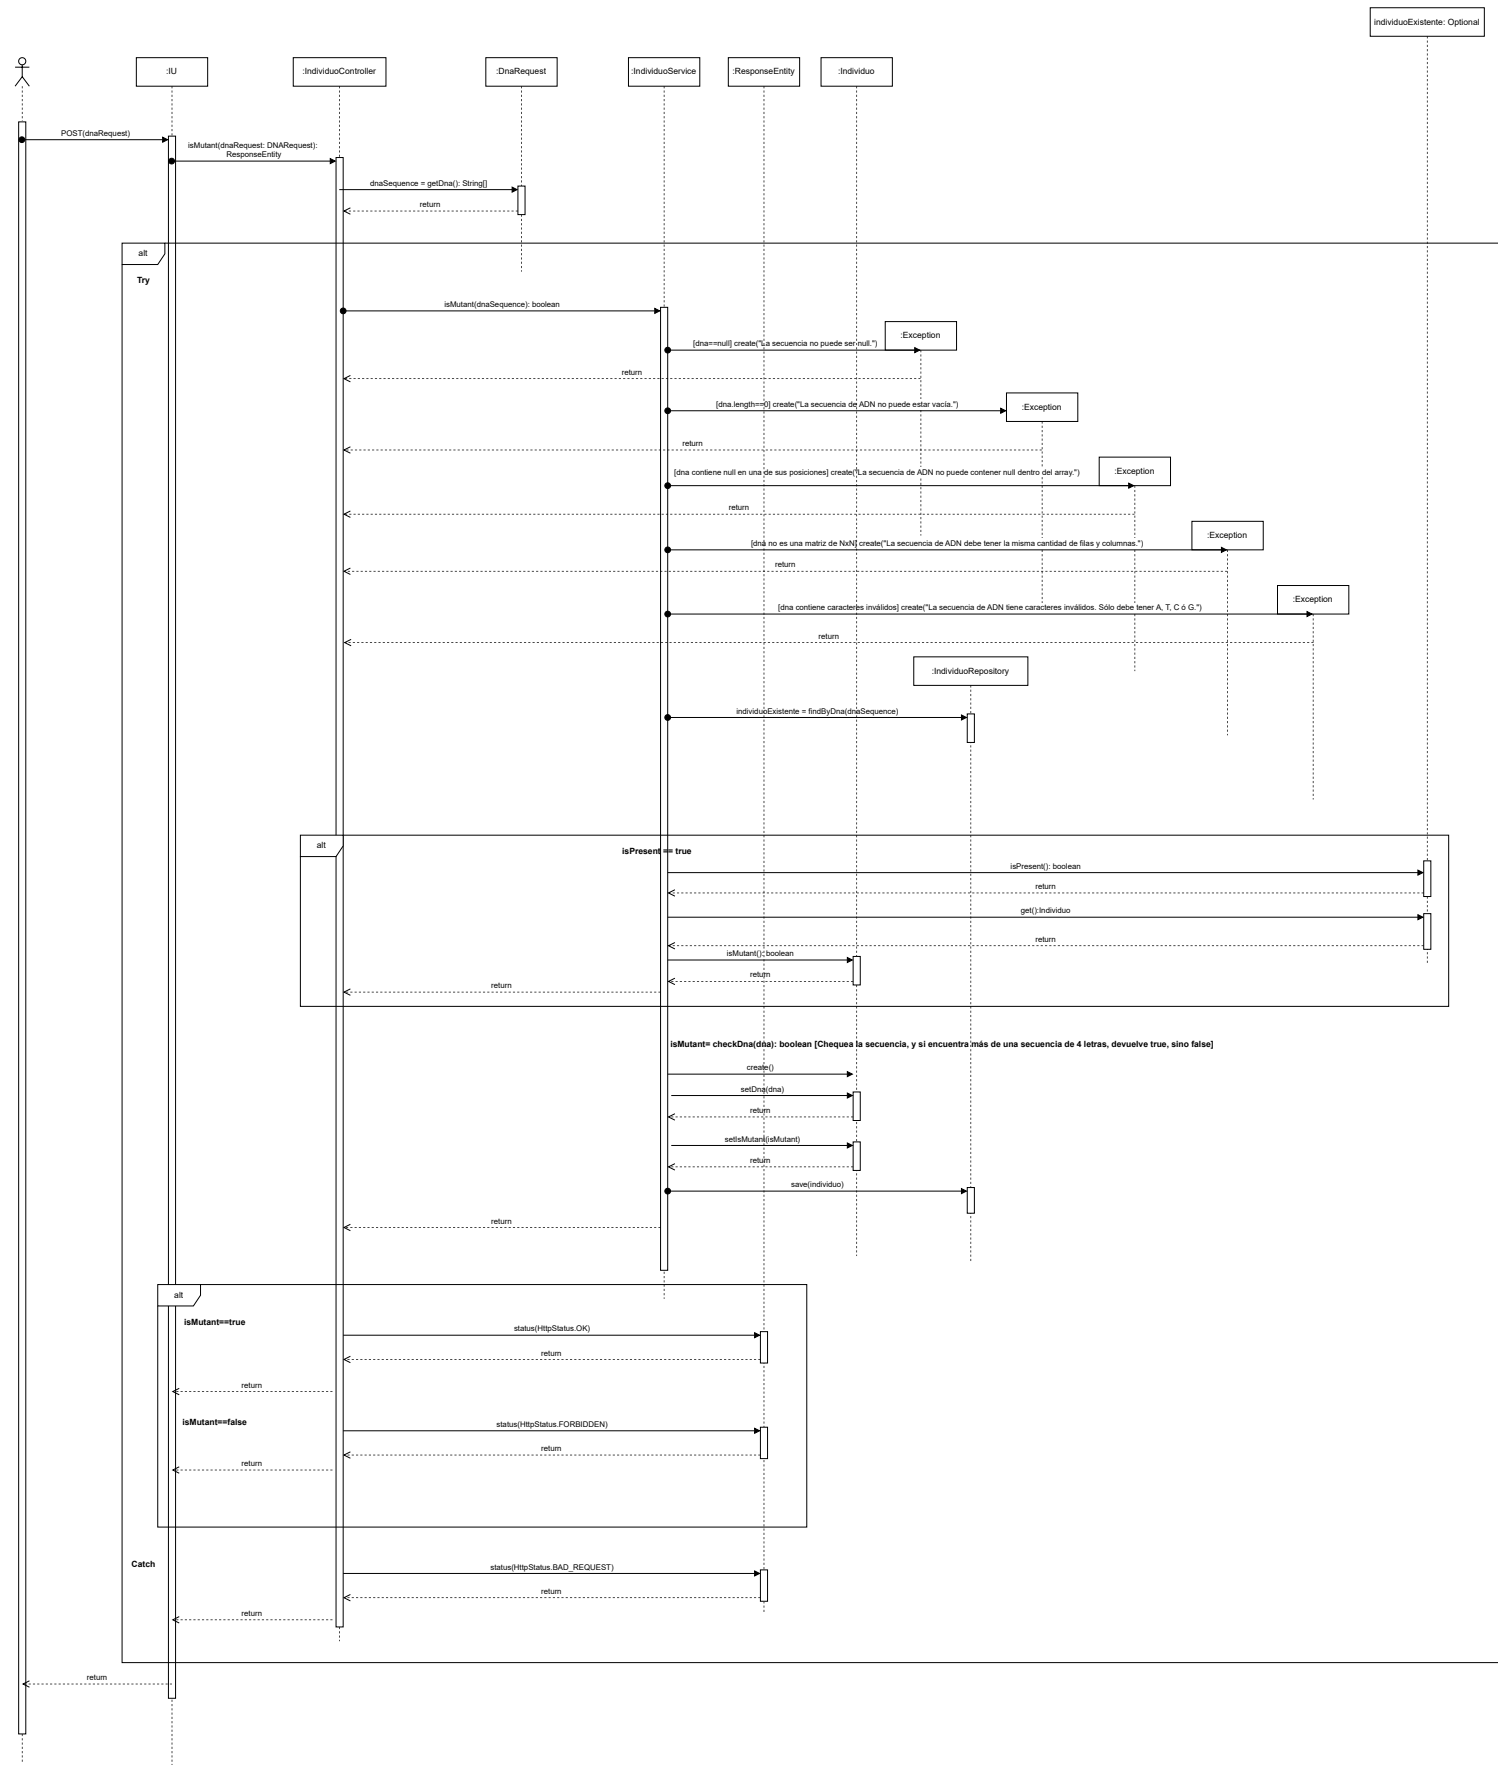 individuoExistente: Optional
:IU
:IndividuoController
:DnaRequest
:IndividuoService
:ResponseEntity
:Individuo
POST(dnaRequest)
isMutant(dnaRequest: DNARequest):
ResponseEntity
dnaSequence = getDna(): String[]
return
alt
Try
isMutant(dnaSequence): boolean
:Exception
[dna==null] create("La secuencia no puede ser null.")
return
:Exception
[dna.length==0] create("La secuencia de ADN no puede estar vacía.")
return
:Exception
[dna contiene null en una de sus posiciones] create("La secuencia de ADN no puede contener null dentro del array.")
return
:Exception
[dna no es una matriz de NxN] create("La secuencia de ADN debe tener la misma cantidad de filas y columnas.")
return
:Exception
[dna contiene caracteres inválidos] create("La secuencia de ADN tiene caracteres inválidos. Sólo debe tener A, T, C ó G.")
return
:IndividuoRepository
individuoExistente = findByDna(dnaSequence)
alt
isPresent == true
isPresent(): boolean
return
get():Individuo
return
isMutant(): boolean
return
return
isMutant= checkDna(dna): boolean [Chequea la secuencia, y si encuentra más de una secuencia de 4 letras, devuelve true, sino false]
create()
setDna(dna)
return
setIsMutant(isMutant)
return
save(individuo)
return
alt
isMutant==true
status(HttpStatus.OK)
return
return
isMutant==false
status(HttpStatus.FORBIDDEN)
return
return
Catch
status(HttpStatus.BAD_REQUEST)
return
return
return